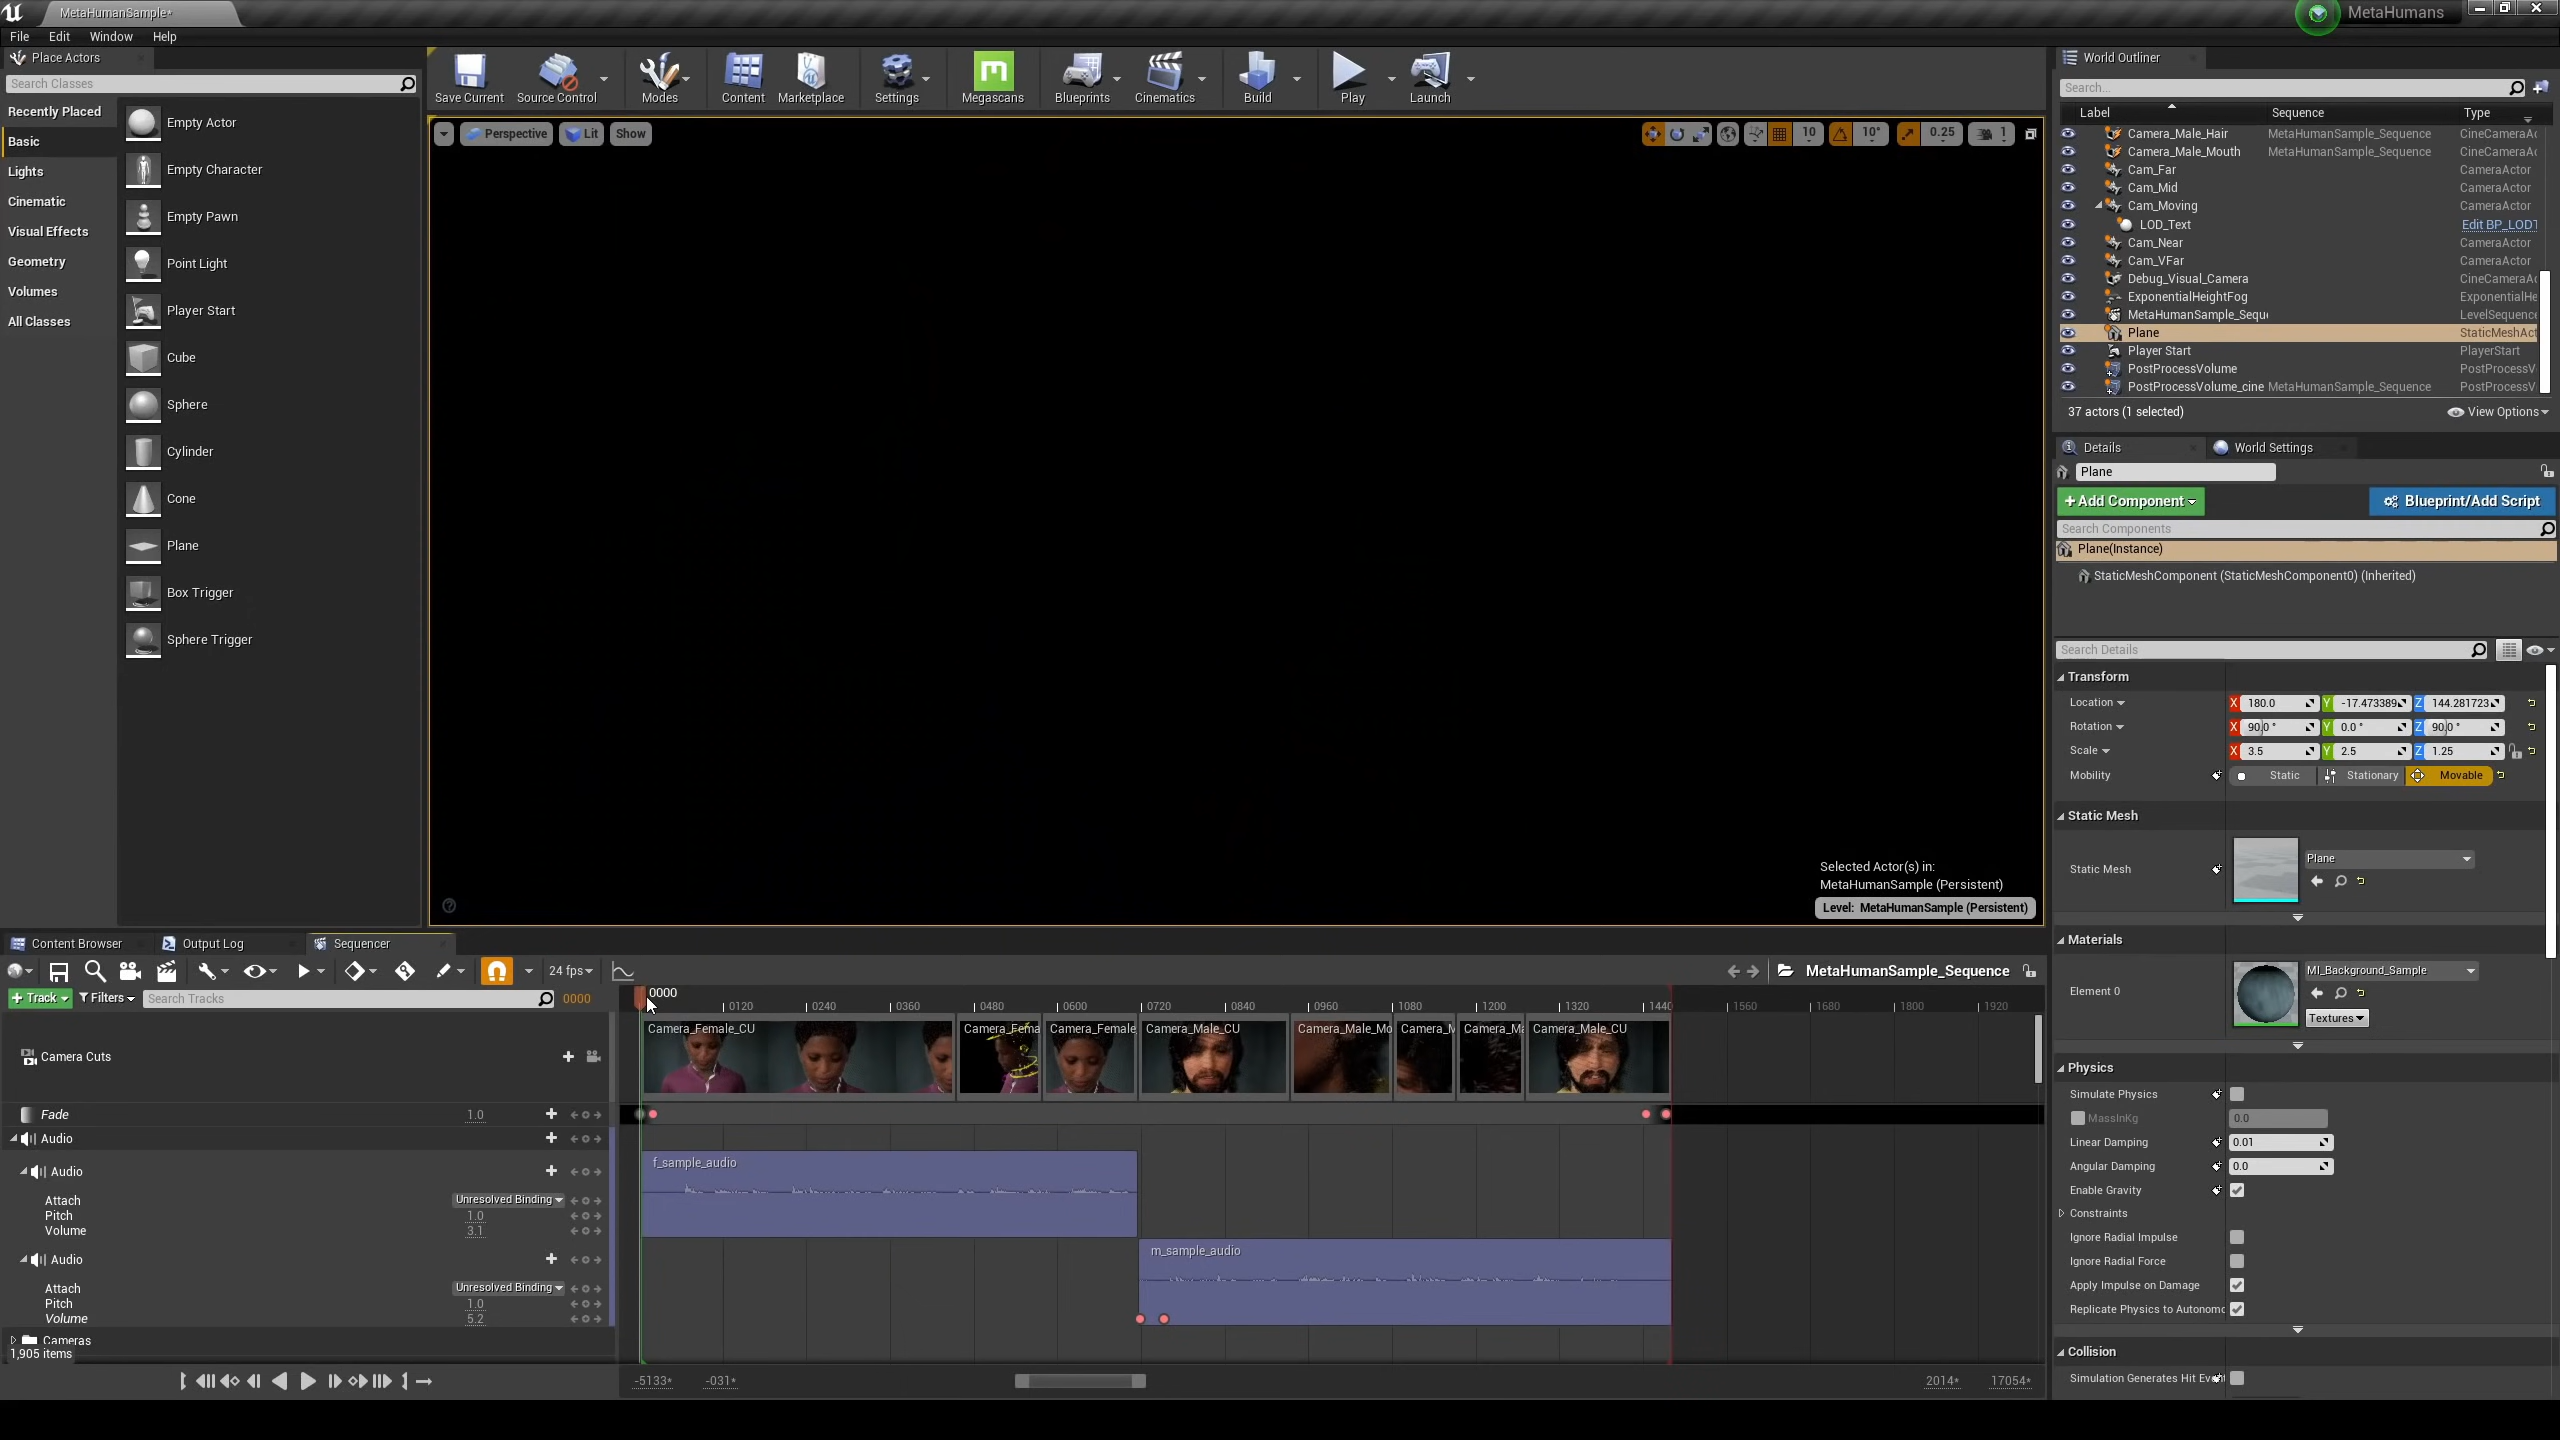 MetaHumanSample*
MetaHumans
File Edit Window Help
Place Actors
Search Classes
Recently Placed
Basic
Lights
Cinematic
Visual Effects
Geometry
Volumes
All Classes
Empty Actor
Empty Character
Empty Pawn
Point Light
Player Start
Cube
Sphere
Cylinder
Cone
Plane
Box Trigger
Sphere Trigger
Save Current
Source Control
Modes
Content
Marketplace
Settings
Megascans
Blueprints
Cinematics
Build
Play
Launch
Perspective Lit Show
10 10° 0.25 1
Selected Actor(s) in:
MetaHumanSample (Persistent)
Level: MetaHumanSample (Persistent)
World Outliner
Search...
Label Sequence Type
Camera_Male_Hair MetaHumanSample_Sequence CineCameraAc
Camera_Male_Mouth MetaHumanSample_Sequence CineCameraAc
Cam_Far CameraActor
Cam_Mid CameraActor
Cam_Moving CameraActor
LOD_Text Edit BP_LODT
Cam_Near CameraActor
Cam_VFar CameraActor
Debug_Visual_Camera CineCameraAc
ExponentialHeightFog ExponentialHe
MetaHumanSample_Sequ LevelSequence
Plane StaticMeshAct
Player Start PlayerStart
PostProcessVolume PostProcessV
PostProcessVolume_cine MetaHumanSample_Sequence PostProcessV
37 actors (1 selected) View Options
Details World Settings
Plane
+Add Component Blueprint/Add Script
Search Components
Plane(Instance)
StaticMeshComponent (StaticMeshComponent0) (Inherited)
Search Details
Transform
Location X 180.0 Y -17.473389 Z 144.281723
Rotation X 90.0 ° Y 0.0 ° Z 90.0 °
Scale X 3.5 Y 2.5 Z 1.25
Mobility Static Stationary Movable
Static Mesh
Static Mesh Plane
Materials
Element 0 MI_Background_Sample
Textures
Physics
Simulate Physics
MassInKg 0.0
Linear Damping 0.01
Angular Damping 0.0
Enable Gravity
Constraints
Ignore Radial Impulse
Ignore Radial Force
Apply Impulse on Damage
Replicate Physics to Autonomo
Collision
Simulation Generates Hit Even
Content Browser Output Log Sequencer
24 fps
MetaHumanSample_Sequence
+ Track Filters Search Tracks 0000
0000
0120 0240 0360 0480 0600 0720 0840 0960 1080 1200 1320 1440 1560 1680 1800 1920
Camera_Female_CU Camera_Fema Camera_Female_ Camera_Male_CU Camera_Male_Mo Camera_M Camera_Ma Camera_Male_CU
Camera Cuts
Fade 1.0
Audio
Audio
Attach Unresolved Binding
Pitch 1.0
Volume 3.1
Audio
Attach Unresolved Binding
Pitch 1.0
Volume 5.2
Cameras
1,905 items
f_sample_audio
m_sample_audio
-5133* -031* 2014* 17054*